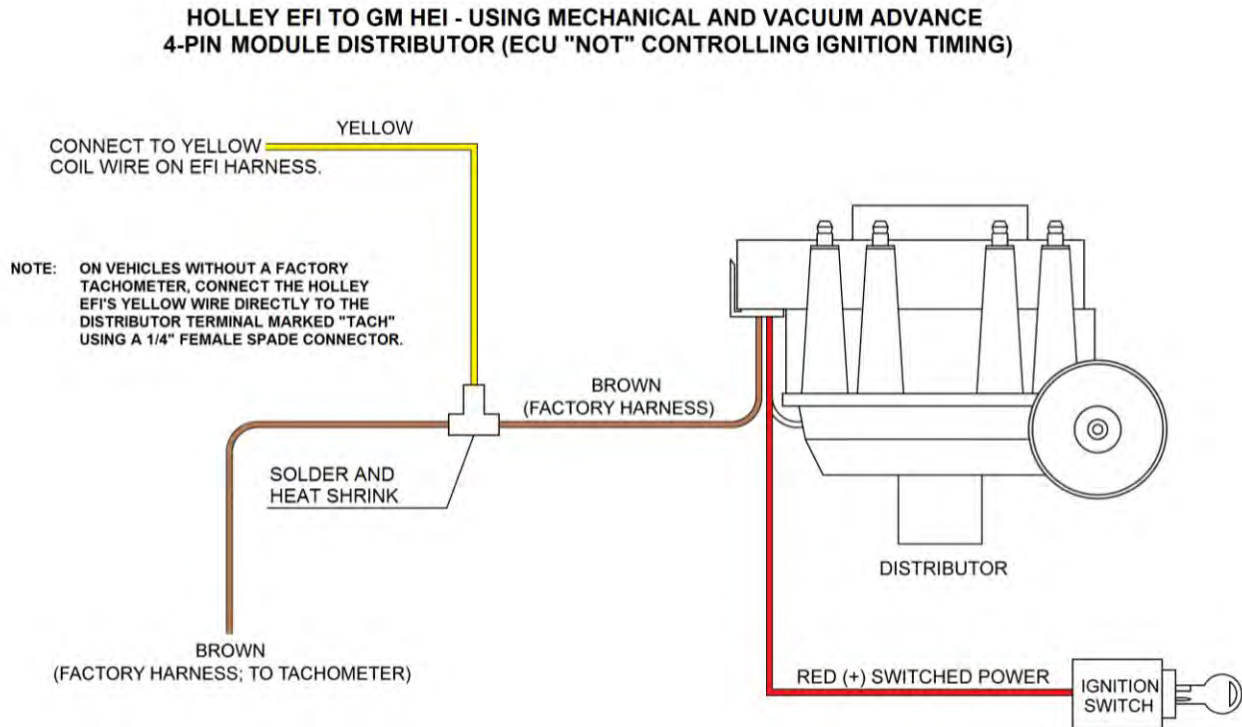 HOLLEY EFI TO GM HEI - USING MECHANICAL AND VACUUM ADVANCE
4-PIN MODULE DISTRIBUTOR (ECU "NOT" CONTROLLING IGNITION TIMING)
YELLOW
CONNECT TO YELLOW
COIL WIRE ON EFI HARNESS.
NOTE: ON VEHICLES WITHOUT A FACTORY
TACHOMETER, CONNECT THE HOLLEY
EFI'S YELLOW WIRE DIRECTLY TO THE
DISTRIBUTOR TERMINAL MARKED "TACH"
USING A 1/4" FEMALE SPADE CONNECTOR.
BROWN
(FACTORY HARNESS)
SOLDER AND
HEAT SHRINK
DISTRIBUTOR
BROWN
(FACTORY HARNESS; TO TACHOMETER)
RED (+) SWITCHED POWER
IGNITION
SWITCH